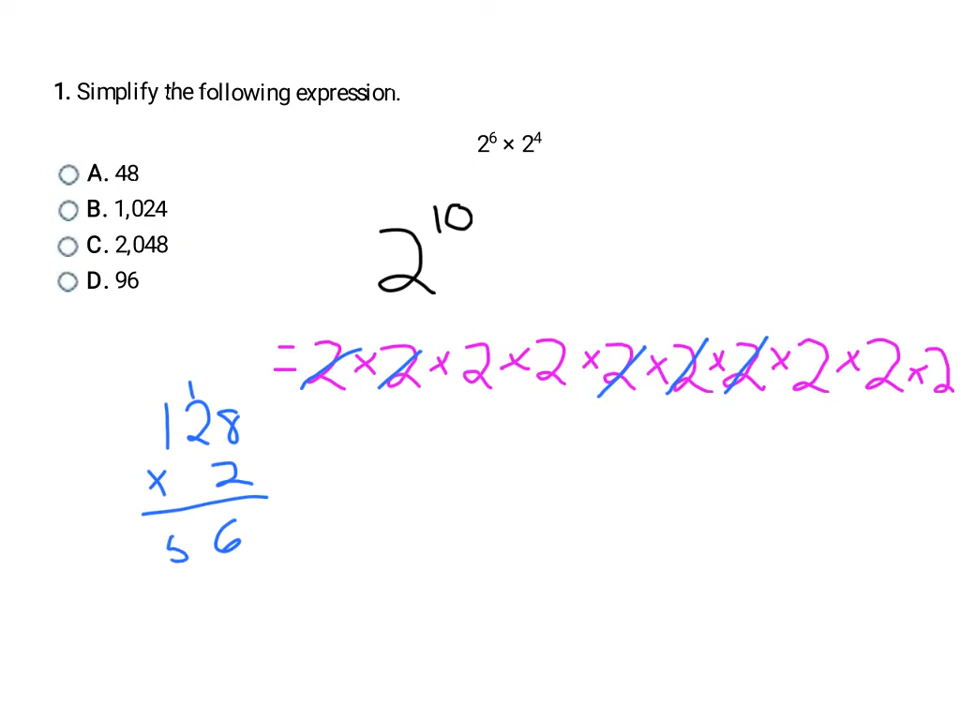 1. Simplify the following expression.
2⁶ × 2⁴
A. 48
B. 1,024
C. 2,048
D. 96
2¹⁰
= 2 × 2 × 2 × 2 × 2 × 2 × 2 × 2 × 2 × 2
1
128
× 2
56